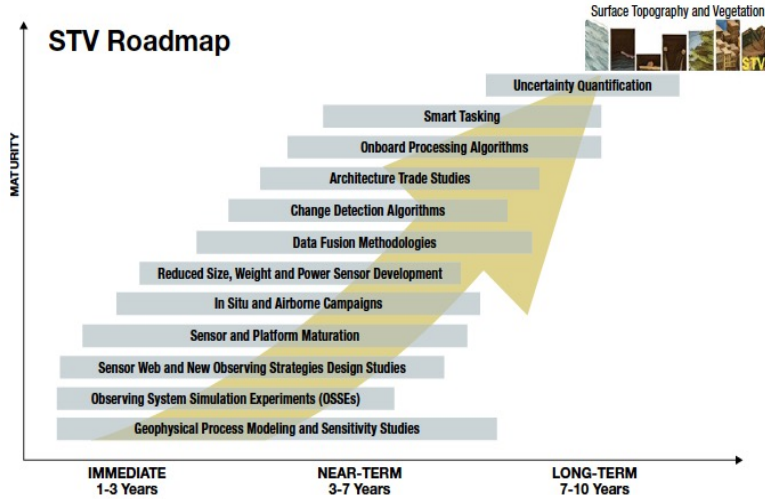 Surface Topography and Vegetation
STV Roadmap
STV
Uncertainty Quantification
Smart Tasking
Onboard Processing Algorithms
Architecture Trade Studies
Change Detection Algorithms
Data Fusion Methodologies
Reduced Size, Weight and Power Sensor Development
In Situ and Airborne Campaigns
Sensor and Platform Maturation
Sensor Web and New Observing Strategies Design Studies
Observing System Simulation Experiments (OSSEs)
Geophysical Process Modeling and Sensitivity Studies
MATURITY
IMMEDIATE
1-3 Years
NEAR-TERM
3-7 Years
LONG-TERM
7-10 Years